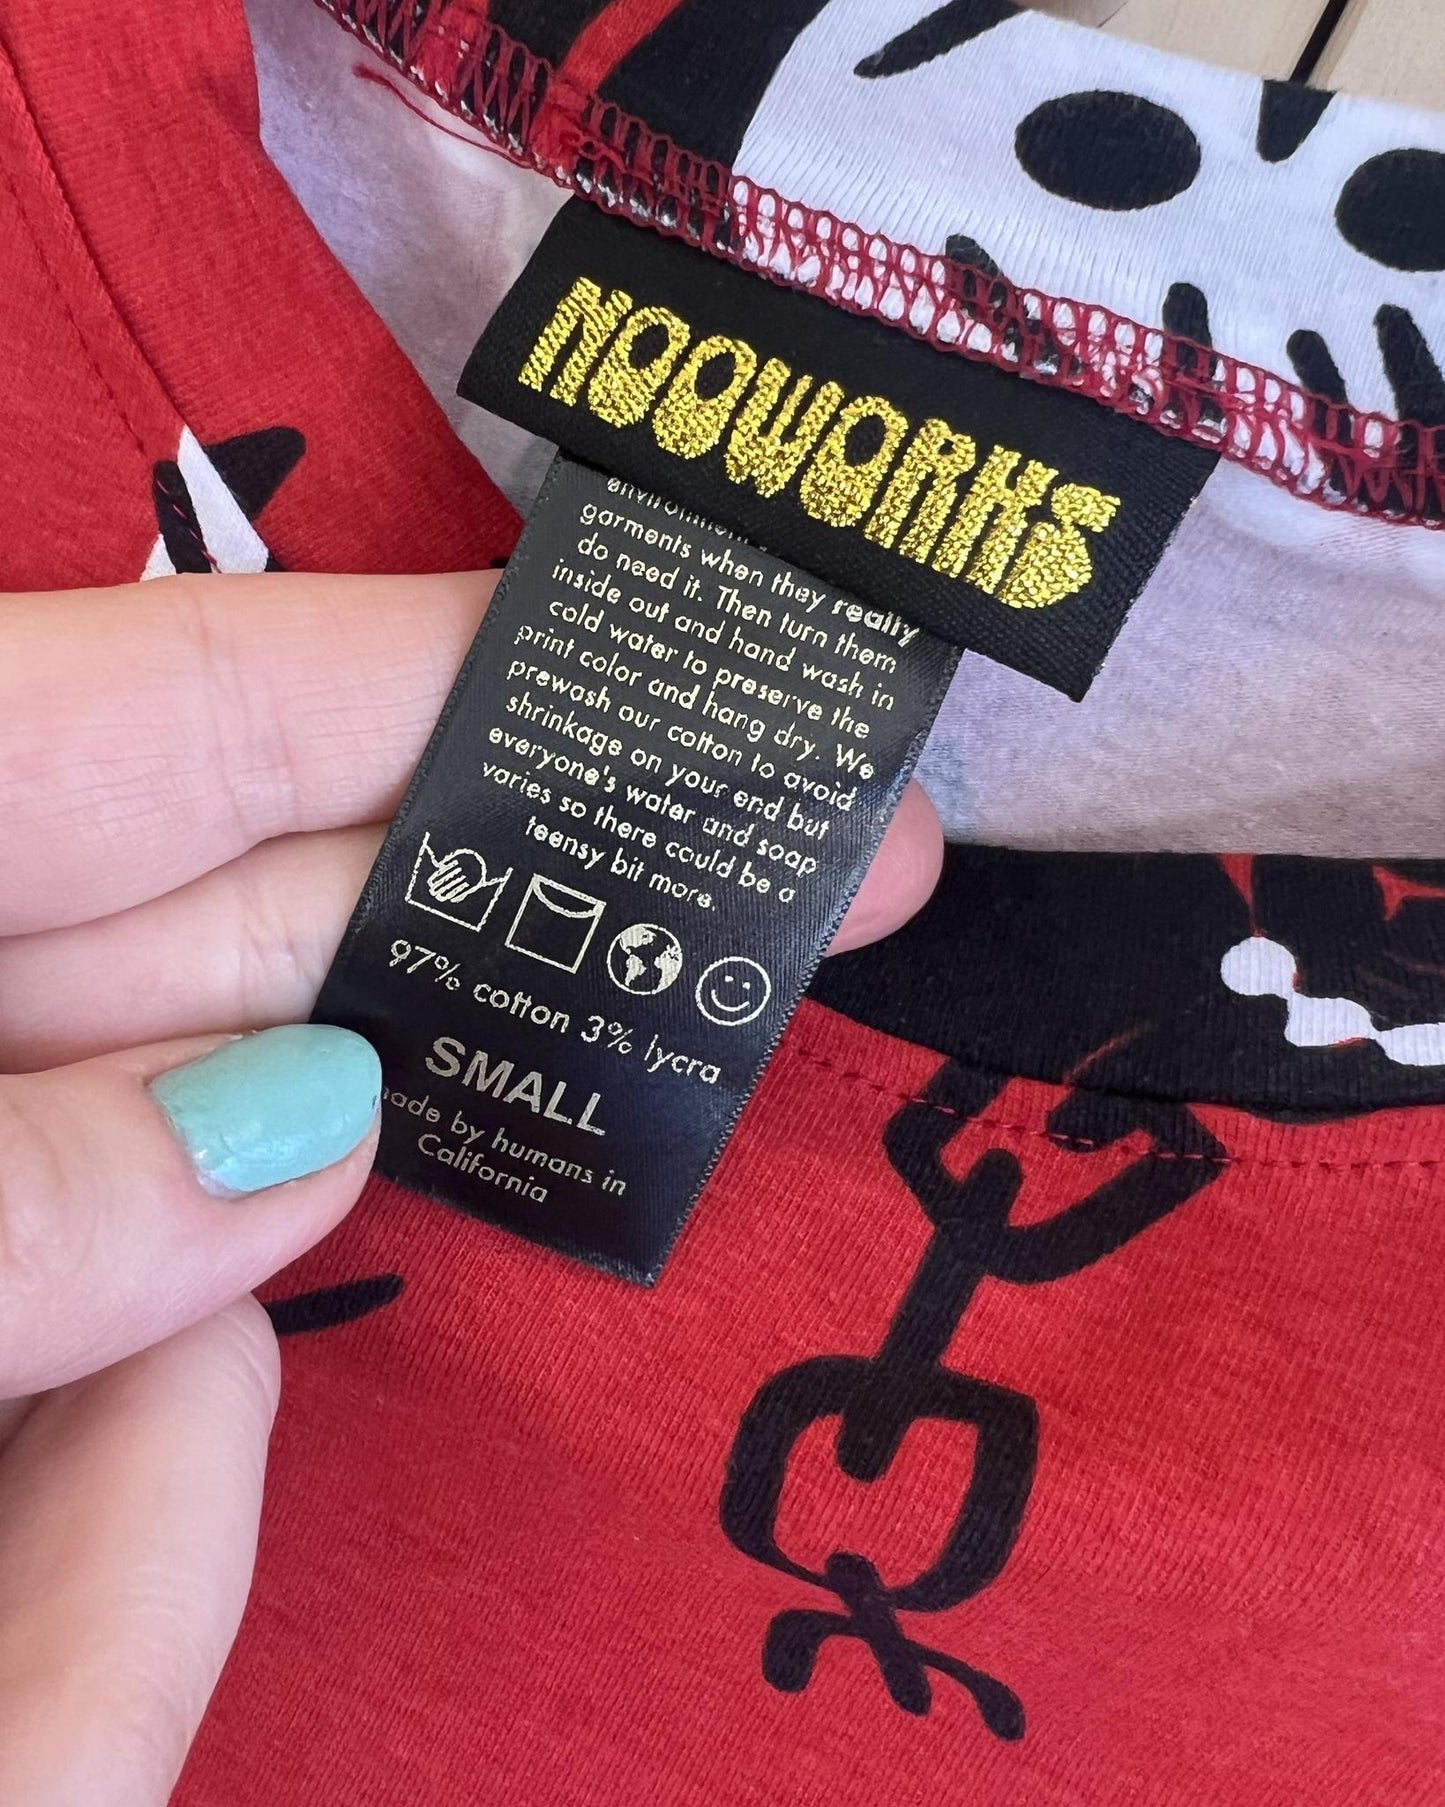 NOOWORKS
garments when they really
do need it. Then turn them
inside out and hand wash in
cold water to preserve the
print color and hang dry. We
prewash our cotton to avoid
shrinkage on your end but
everyone's water and soap
varies so there could be a
teensy bit more.
97% cotton 3% lycra
SMALL
made by humans in
California